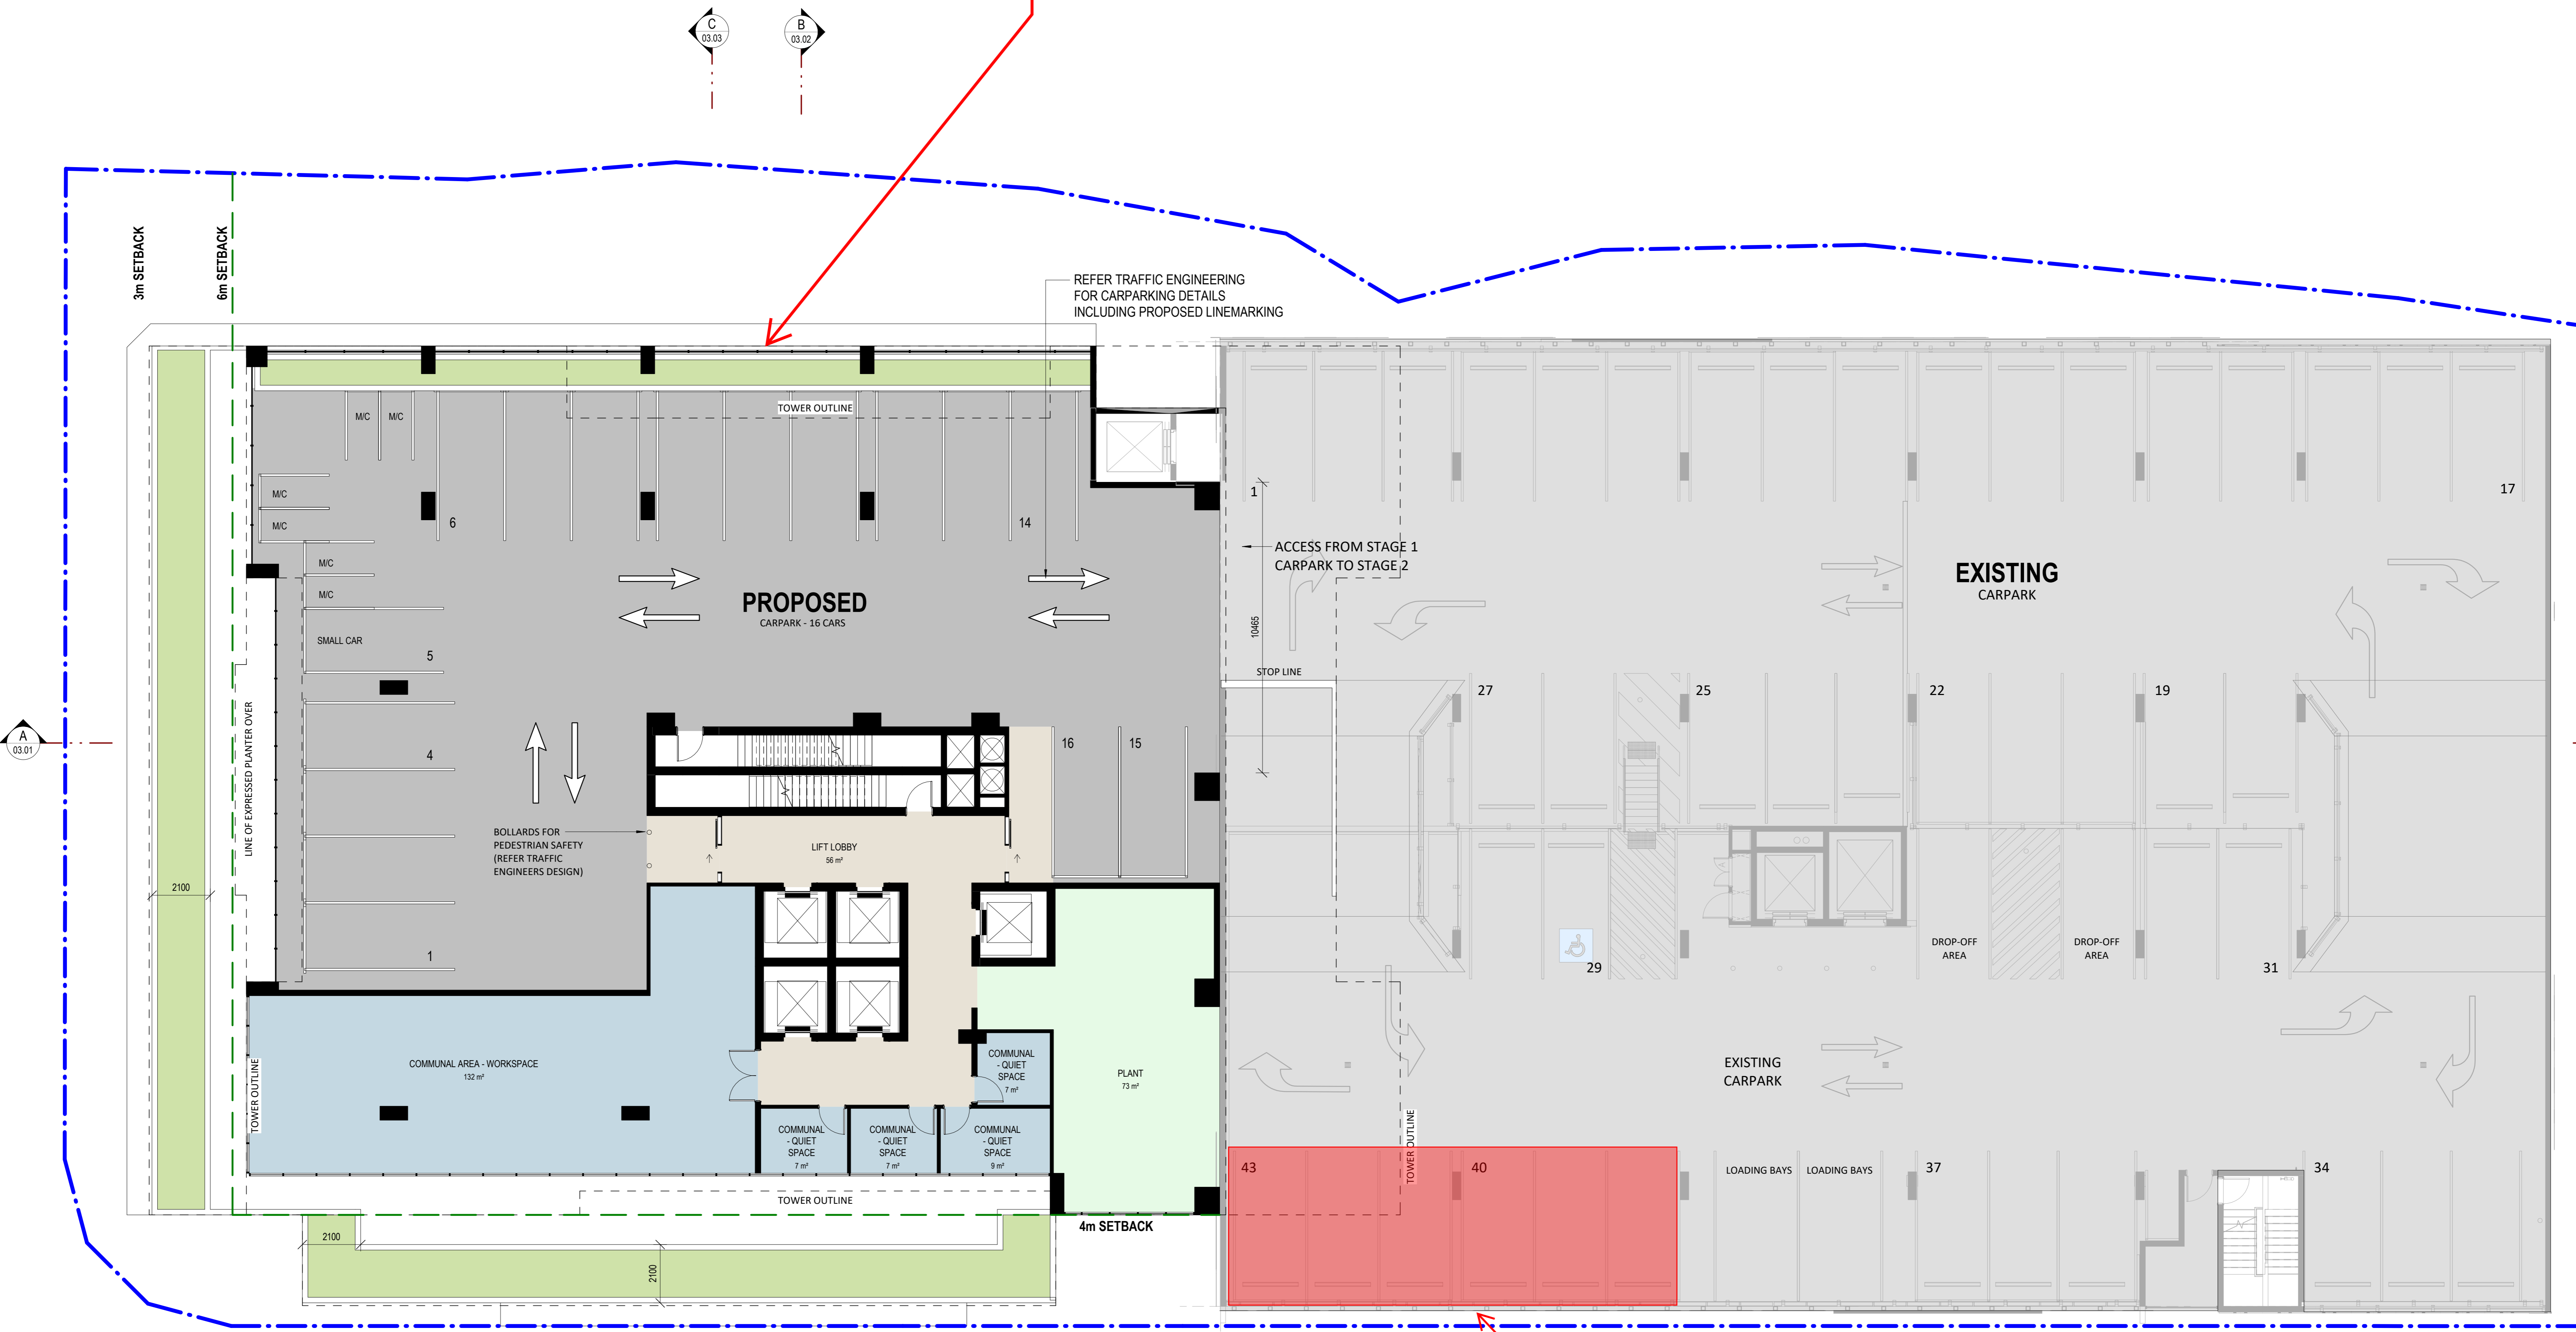 C
03.03
B
03.02
3m SETBACK
6m SETBACK
REFER TRAFFIC ENGINEERING
FOR CARPARKING DETAILS
INCLUDING PROPOSED LINEMARKING
TOWER OUTLINE
M/C
M/C
M/C
M/C
M/C
M/C
6
14
1
17
ACCESS FROM STAGE 1
CARPARK TO STAGE 2
PROPOSED
CARPARK - 16 CARS
EXISTING
CARPARK
10465
SMALL CAR
5
STOP LINE
27
25
22
19
A
03.01
LINE OF EXPRESSED PLANTER OVER
4
16
15
BOLLARDS FOR
PEDESTRIAN SAFETY
(REFER TRAFFIC
ENGINEERS DESIGN)
LIFT LOBBY
56 m²
2100
1
29
DROP-OFF
AREA
DROP-OFF
AREA
31
COMMUNAL AREA - WORKSPACE
132 m²
TOWER OUTLINE
COMMUNAL
- QUIET
SPACE
7 m²
PLANT
73 m²
EXISTING
CARPARK
COMMUNAL
- QUIET
SPACE
7 m²
COMMUNAL
- QUIET
SPACE
7 m²
COMMUNAL
- QUIET
SPACE
9 m²
TOWER OUTLINE
43
40
LOADING BAYS
LOADING BAYS
37
34
TOWER OUTLINE
4m SETBACK
2100
2100